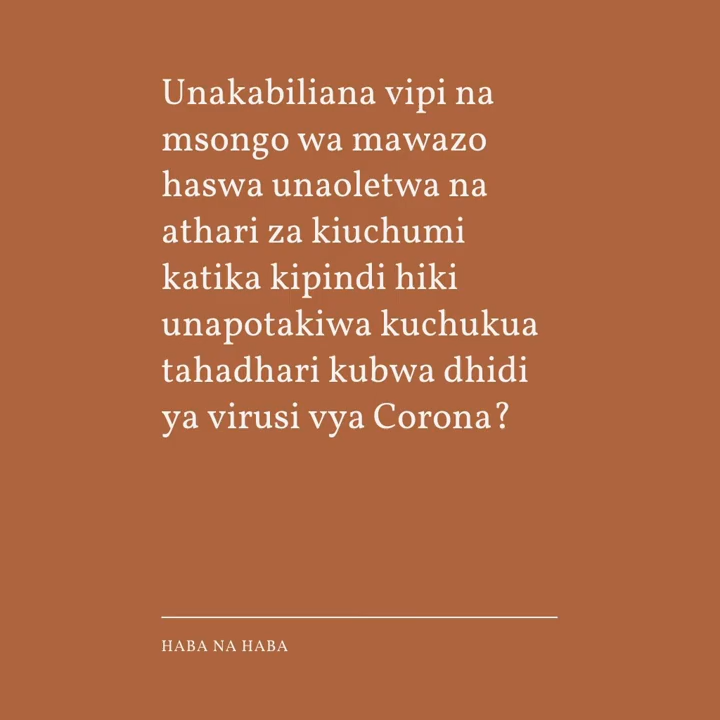 Unakabiliana vipi na
msongo wa mawazo
haswa unaoletwa na
athari za kiuchumi
katika kipindi hiki
unapotakiwa kuchukua
tahadhari kubwa dhidi
ya virusi vya Corona?
HABA NA HABA